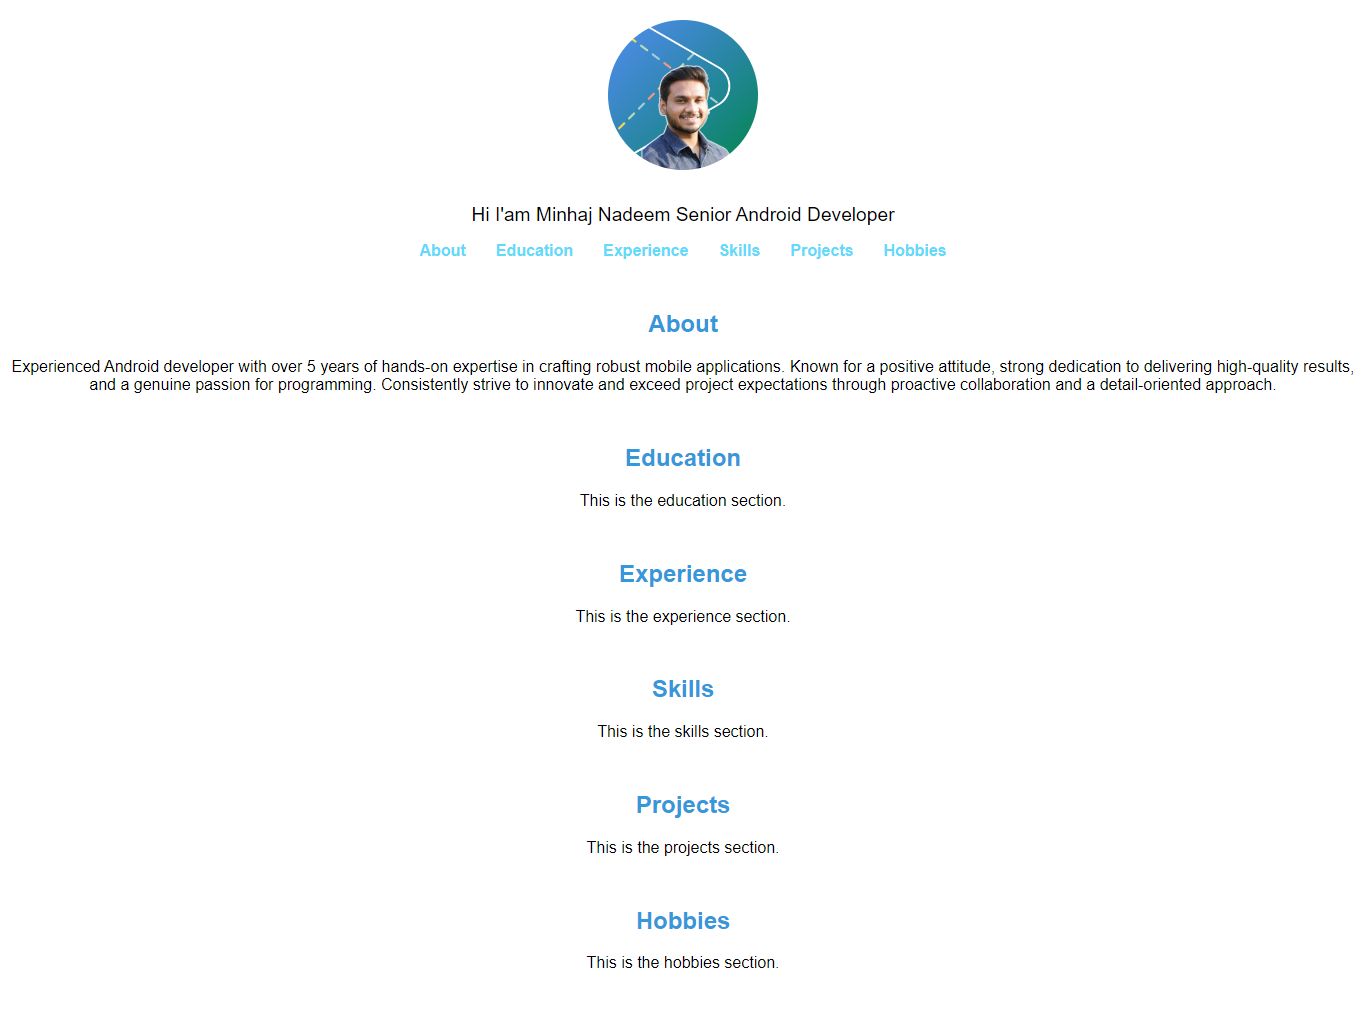 Hi I'am Minhaj Nadeem Senior Android Developer
About Education Experience Skills Projects Hobbies
About
Experienced Android developer with over 5 years of hands-on expertise in crafting robust mobile applications. Known for a positive attitude, strong dedication to delivering high-quality results,
and a genuine passion for programming. Consistently strive to innovate and exceed project expectations through proactive collaboration and a detail-oriented approach.
Education
This is the education section.
Experience
This is the experience section.
Skills
This is the skills section.
Projects
This is the projects section.
Hobbies
This is the hobbies section.